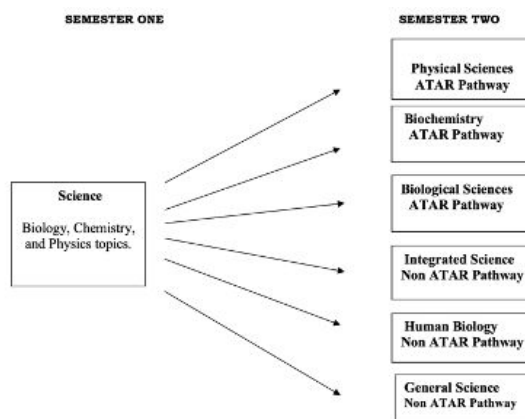 SEMESTER ONE
SEMESTER TWO
Science
Biology, Chemistry,
and Physics topics.
Physical Sciences
ATAR Pathway
Biochemistry
ATAR Pathway
Biological Sciences
ATAR Pathway
Integrated Science
Non ATAR Pathway
Human Biology
Non ATAR Pathway
General Science
Non ATAR Pathway